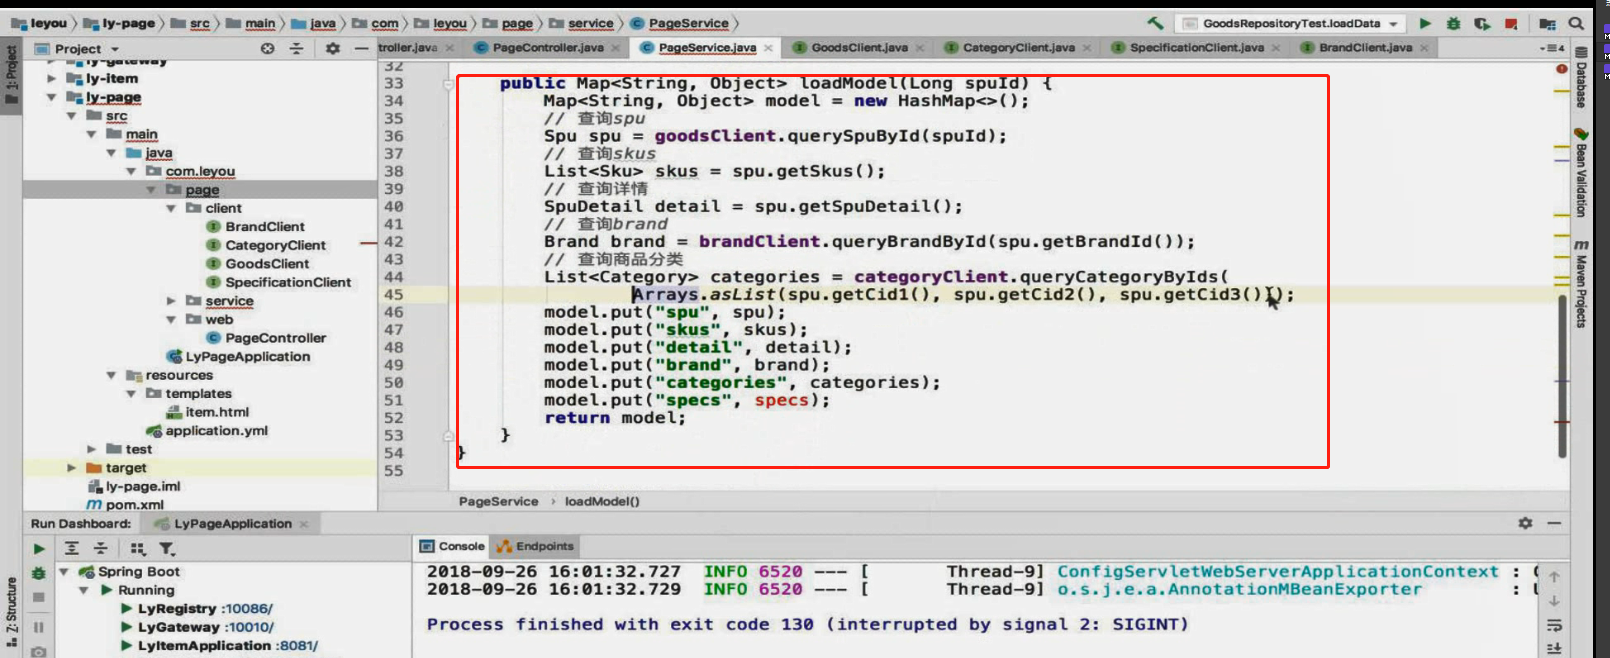 leyou ly-page src main java com leyou page service PageService GoodsRepositoryTest.loadData
1: Project
Project
troller.java PageController.java PageService.java GoodsClient.java CategoryClient.java SpecificationClient.java BrandClient.java
ly-gateway
ly-item
ly-page
src
main
java
com.leyou
page
client
BrandClient
CategoryClient
GoodsClient
SpecificationClient
service
web
PageController
LyPageApplication
resources
templates
item.html
application.yml
test
target
ly-page.iml
pom.xml
32
33 public Map<String, Object> loadModel(Long spuId) {
34 Map<String, Object> model = new HashMap<>();
35 // 查询spu
36 Spu spu = goodsClient.querySpuById(spuId);
37 // 查询skus
38 List<Sku> skus = spu.getSkus();
39 // 查询详情
40 SpuDetail detail = spu.getSpuDetail();
41 // 查询brand
42 Brand brand = brandClient.queryBrandById(spu.getBrandId());
43 // 查询商品分类
44 List<Category> categories = categoryClient.queryCategoryByIds(
45 Arrays.asList(spu.getCid1(), spu.getCid2(), spu.getCid3()));
46 model.put("spu", spu);
47 model.put("skus", skus);
48 model.put("detail", detail);
49 model.put("brand", brand);
50 model.put("categories", categories);
51 model.put("specs", specs);
52 return model;
53 }
54 }
55
PageService › loadModel()
Database
Bean Validation
Maven Projects
Run Dashboard: LyPageApplication
Console Endpoints
Spring Boot
Running
LyRegistry :10086/
LyGateway :10010/
LyItemApplication :8081/
2018-09-26 16:01:32.727 INFO 6520 --- [ Thread-9] ConfigServletWebServerApplicationContext :
2018-09-26 16:01:32.729 INFO 6520 --- [ Thread-9] o.s.j.e.a.AnnotationMBeanExporter :
Process finished with exit code 130 (interrupted by signal 2: SIGINT)
Z: Structure